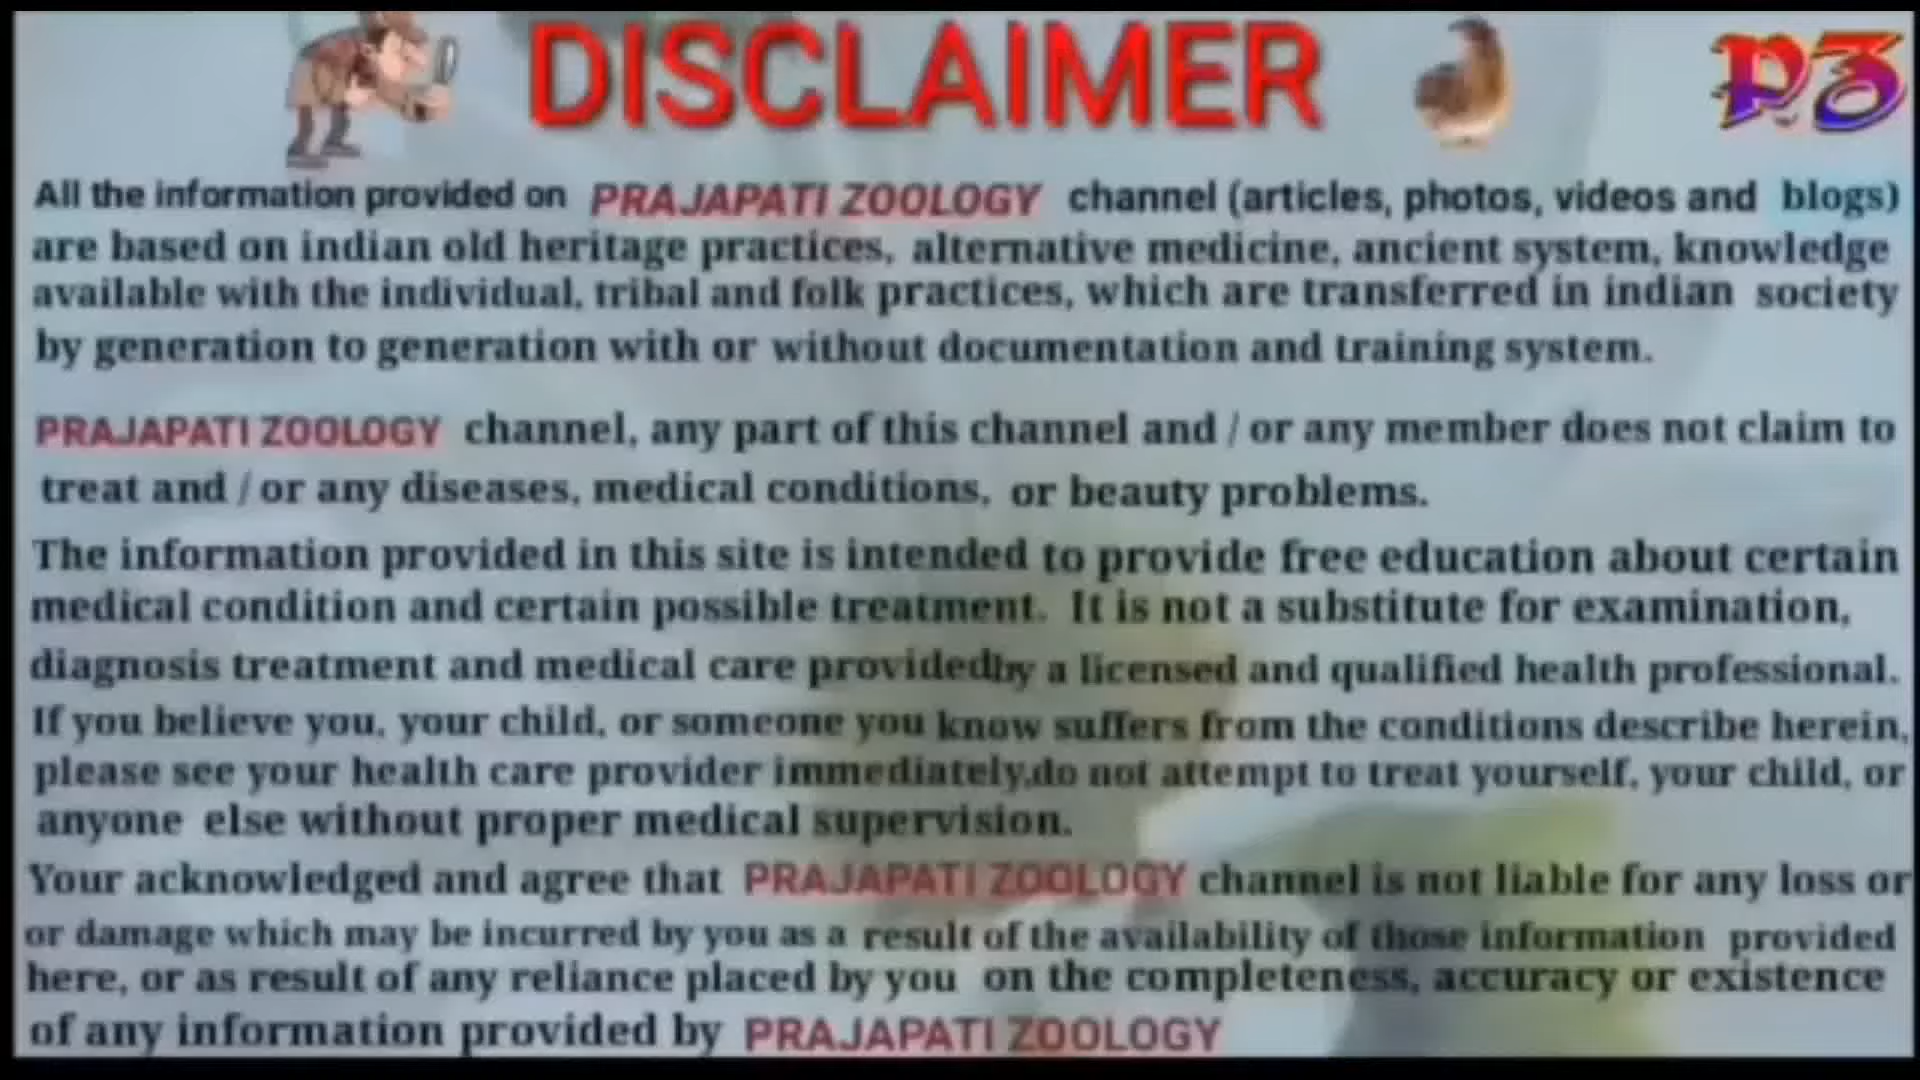 DISCLAIMER
PZ
All the information provided on PRAJAPATI ZOOLOGY channel (articles, photos, videos and blogs)
are based on indian old heritage practices, alternative medicine, ancient system, knowledge
available with the individual, tribal and folk practices, which are transferred in indian society
by generation to generation with or without documentation and training system.
PRAJAPATI ZOOLOGY channel, any part of this channel and / or any member does not claim to
treat and / or any diseases, medical conditions, or beauty problems.
The information provided in this site is intended to provide free education about certain
medical condition and certain possible treatment. It is not a substitute for examination,
diagnosis treatment and medical care providedby a licensed and qualified health professional.
If you believe you, your child, or someone you know suffers from the conditions describe herein,
please see your health care provider immediately,do not attempt to treat yourself, your child, or
anyone else without proper medical supervision.
Your acknowledged and agree that PRAJAPATI ZOOLOGY channel is not liable for any loss or
or damage which may be incurred by you as a result of the availability of those information provided
here, or as result of any reliance placed by you on the completeness, accuracy or existence
of any information provided by PRAJAPATI ZOOLOGY